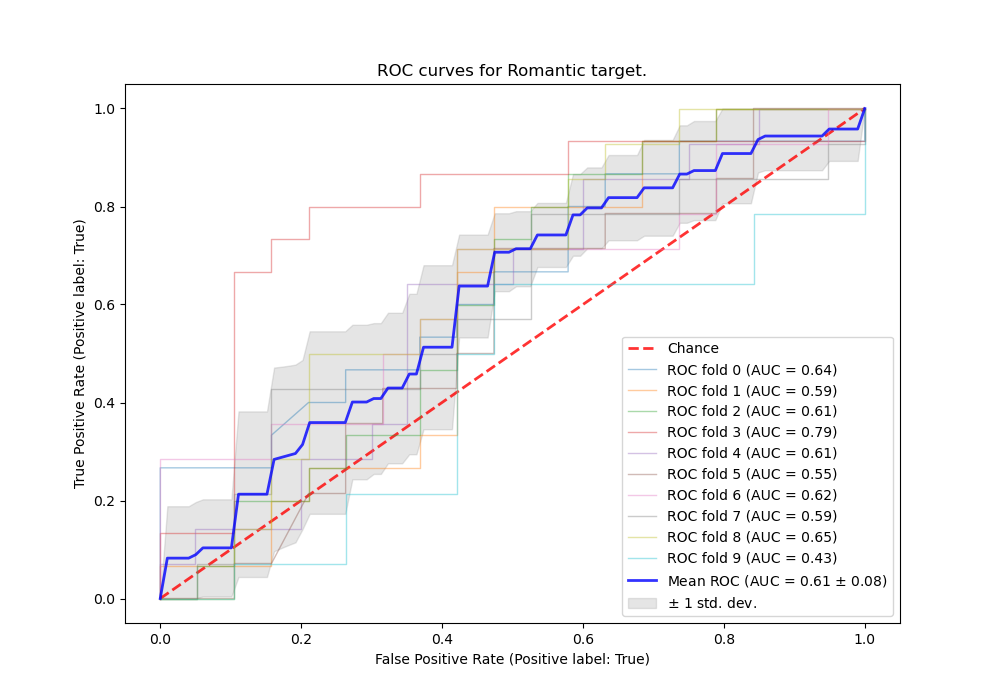 ROC curves for Romantic target.
True Positive Rate (Positive label: True)
1.0
0.8
0.6
0.4
0.2
0.0
Chance
ROC fold 0 (AUC = 0.64)
ROC fold 1 (AUC = 0.59)
ROC fold 2 (AUC = 0.61)
ROC fold 3 (AUC = 0.79)
ROC fold 4 (AUC = 0.61)
ROC fold 5 (AUC = 0.55)
ROC fold 6 (AUC = 0.62)
ROC fold 7 (AUC = 0.59)
ROC fold 8 (AUC = 0.65)
ROC fold 9 (AUC = 0.43)
Mean ROC (AUC = 0.61 ± 0.08)
± 1 std. dev.
0.0 0.2 0.4 0.6 0.8 1.0
False Positive Rate (Positive label: True)